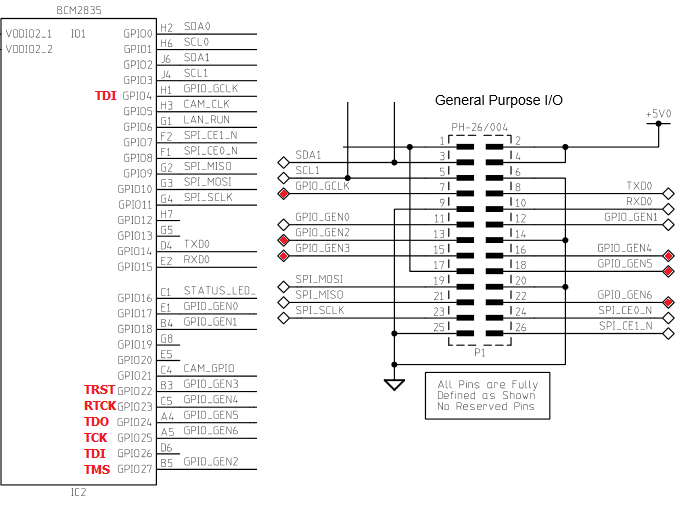 BCM2835
VDDIO2_1 IO1 GPIO0 H2 SDA0
VDDIO2_2 GPIO1 H6 SCL0
GPIO2 J6 SDA1
GPIO3 J4 SCL1
TDI GPIO4 H1 GPIO_GCLK
GPIO5 H3 CAM_CLK
GPIO6 G1 LAN_RUN
GPIO7 F2 SPI_CE1_N
GPIO8 F1 SPI_CE0_N
GPIO9 G2 SPI_MISO
GPIO10 G3 SPI_MOSI
GPIO11 G4 SPI_SCLK
GPIO12 H7
GPIO13 G5
GPIO14 D4 TXD0
GPIO15 E2 RXD0
GPIO16 C1 STATUS_LED_
GPIO17 E1 GPIO_GEN0
GPIO18 B4 GPIO_GEN1
GPIO19 G8
GPIO20 E5
GPIO21 C4 CAM_GPIO
TRST GPIO22 B3 GPIO_GEN3
RTCK GPIO23 C5 GPIO_GEN4
TDO GPIO24 A4 GPIO_GEN5
TCK GPIO25 A5 GPIO_GEN6
TDI GPIO26 D6
TMS GPIO27 B5 GPIO_GEN2
IC2
General Purpose I/O
+5V0
PH-26/004
1 2
SDA1 3 4
SCL1 5 6
GPIO_GCLK 7 8 TXD0
9 10 RXD0
GPIO_GEN0 11 12 GPIO_GEN1
GPIO_GEN2 13 14
GPIO_GEN3 15 16 GPIO_GEN4
17 18 GPIO_GEN5
SPI_MOSI 19 20
SPI_MISO 21 22 GPIO_GEN6
SPI_SCLK 23 24 SPI_CE0_N
25 26 SPI_CE1_N
P1
All Pins are Fully
Defined as Shown
No Reserved Pins